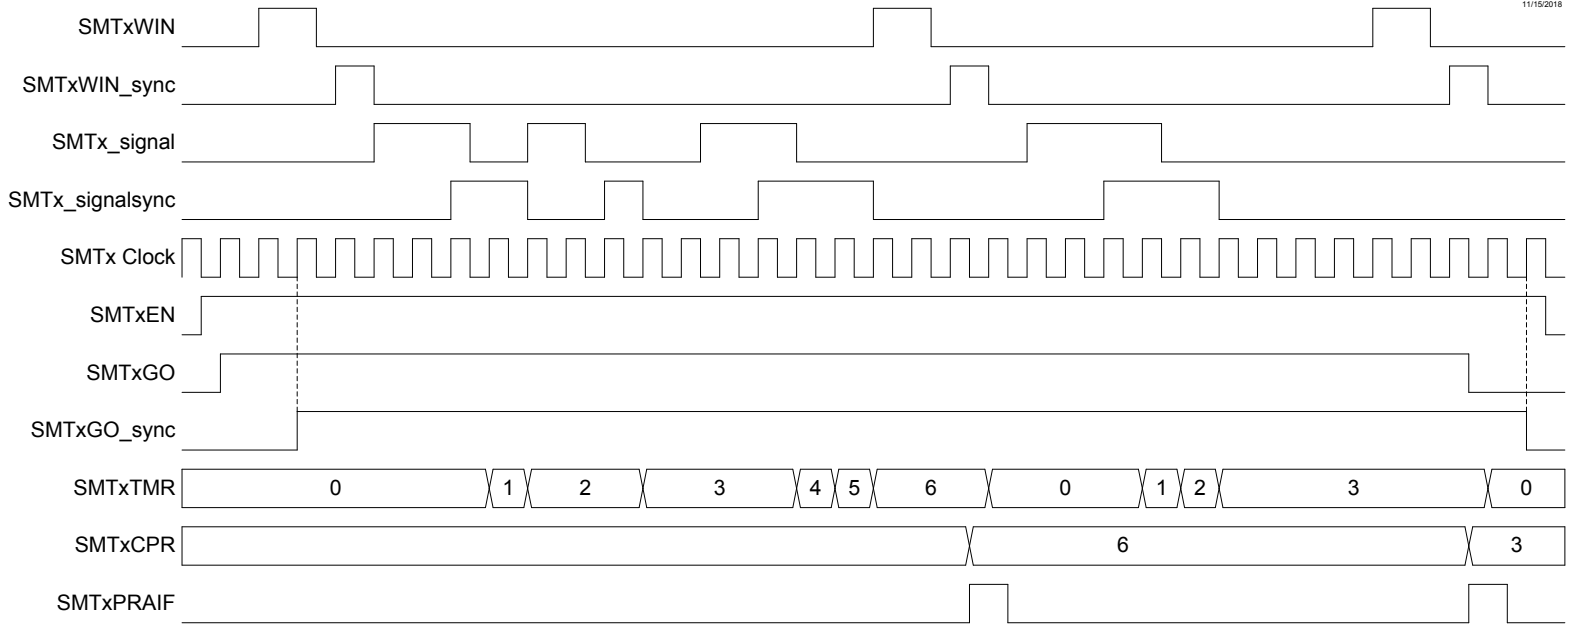 11/15/2018
SMTxWIN
SMTxWIN_sync
SMTx_signal
SMTx_signalsync
SMTx Clock
SMTxEN
SMTxGO
SMTxGO_sync
SMTxTMR 0 1 2 3 4 5 6 0 1 2 3 0
SMTxCPR 6 3
SMTxPRAIF